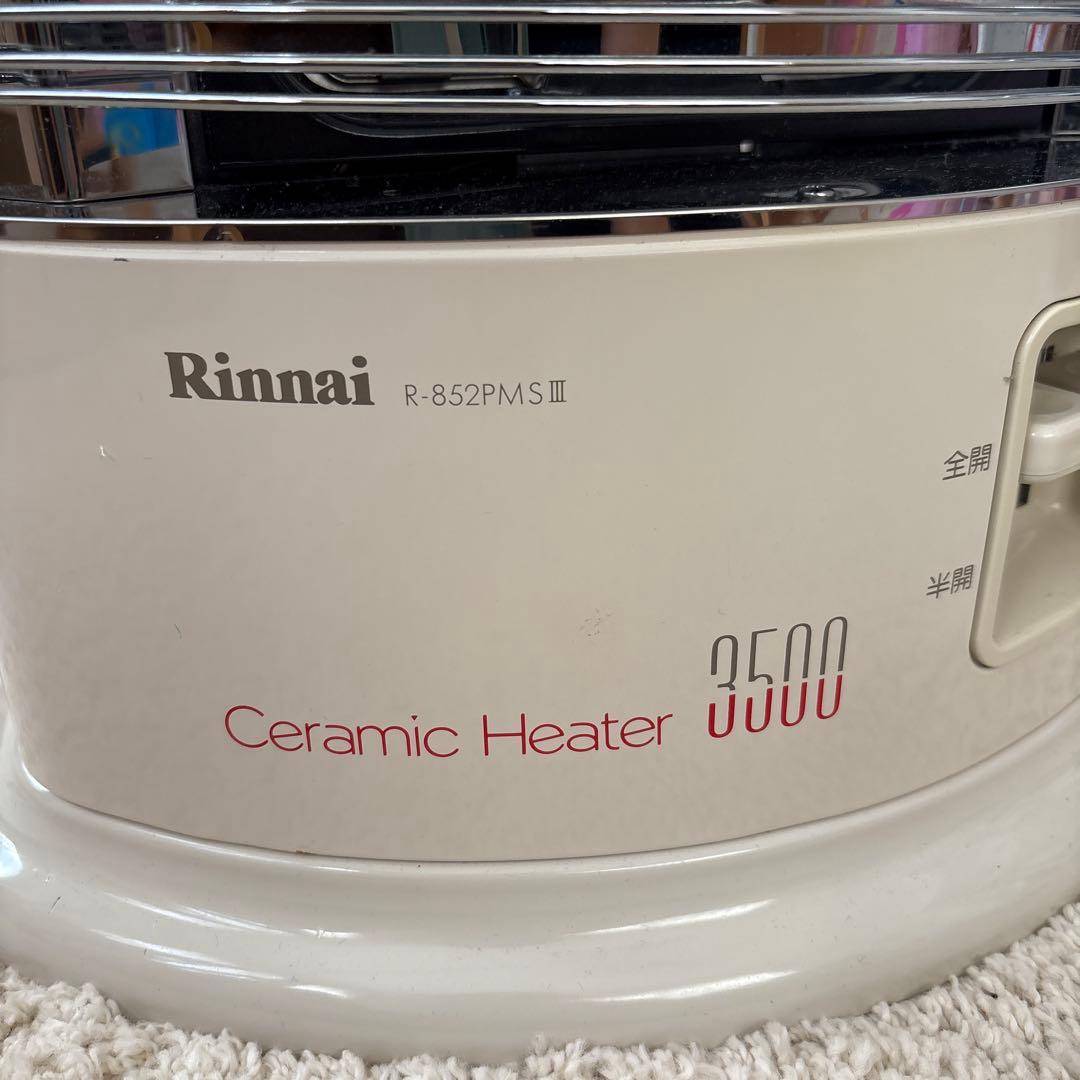 Rinnai R-852PMSⅢ
全開
半開
Ceramic Heater 3500